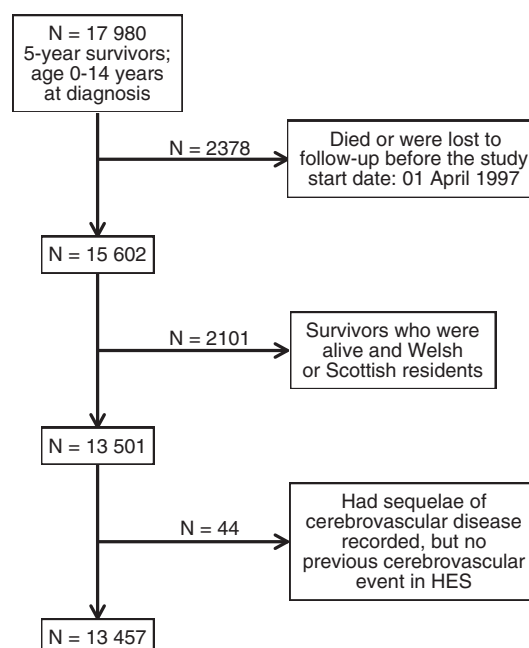 N = 17 980
5-year survivors;
age 0-14 years
at diagnosis
N = 2378
Died or were lost to
follow-up before the study
start date: 01 April 1997
N = 15 602
N = 2101
Survivors who were
alive and Welsh
or Scottish residents
N = 13 501
N = 44
Had sequelae of
cerebrovascular disease
recorded, but no
previous cerebrovascular
event in HES
N = 13 457